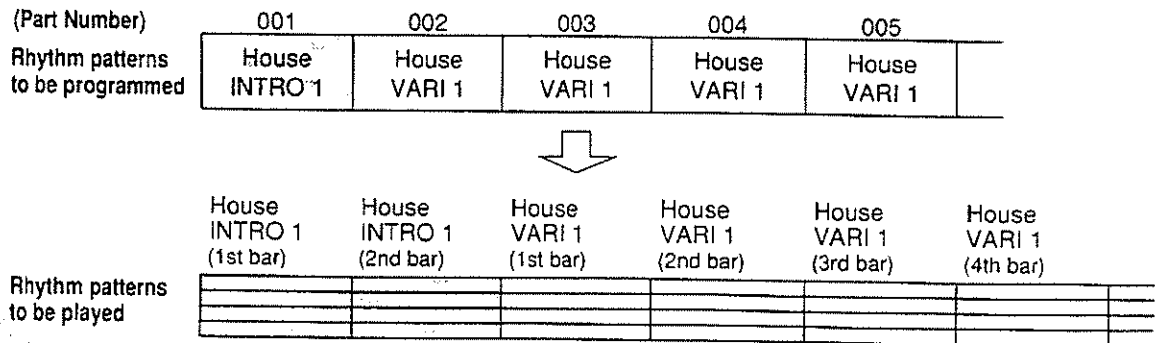 (Part Number) 001 002 003 004 005
Rhythm patterns to be programmed House INTRO 1 House VARI 1 House VARI 1 House VARI 1 House VARI 1
House INTRO 1 (1st bar) House INTRO 1 (2nd bar) House VARI 1 (1st bar) House VARI 1 (2nd bar) House VARI 1 (3rd bar) House VARI 1 (4th bar)
Rhythm patterns to be played